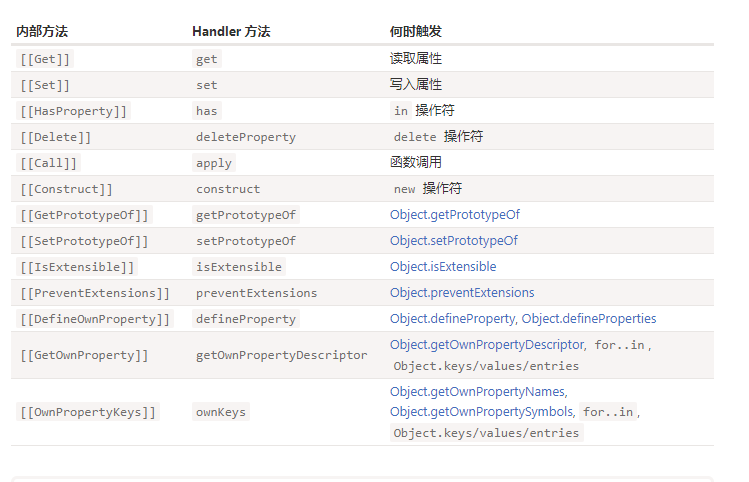 内部方法 Handler 方法 何时触发
[[Get]] get 读取属性
[[Set]] set 写入属性
[[HasProperty]] has in 操作符
[[Delete]] deleteProperty delete 操作符
[[Call]] apply 函数调用
[[Construct]] construct new 操作符
[[GetPrototypeOf]] getPrototypeOf Object.getPrototypeOf
[[SetPrototypeOf]] setPrototypeOf Object.setPrototypeOf
[[IsExtensible]] isExtensible Object.isExtensible
[[PreventExtensions]] preventExtensions Object.preventExtensions
[[DefineOwnProperty]] defineProperty Object.defineProperty, Object.defineProperties
[[GetOwnProperty]] getOwnPropertyDescriptor Object.getOwnPropertyDescriptor, for..in,
Object.keys/values/entries
[[OwnPropertyKeys]] ownKeys Object.getOwnPropertyNames,
Object.getOwnPropertySymbols, for..in,
Object.keys/values/entries